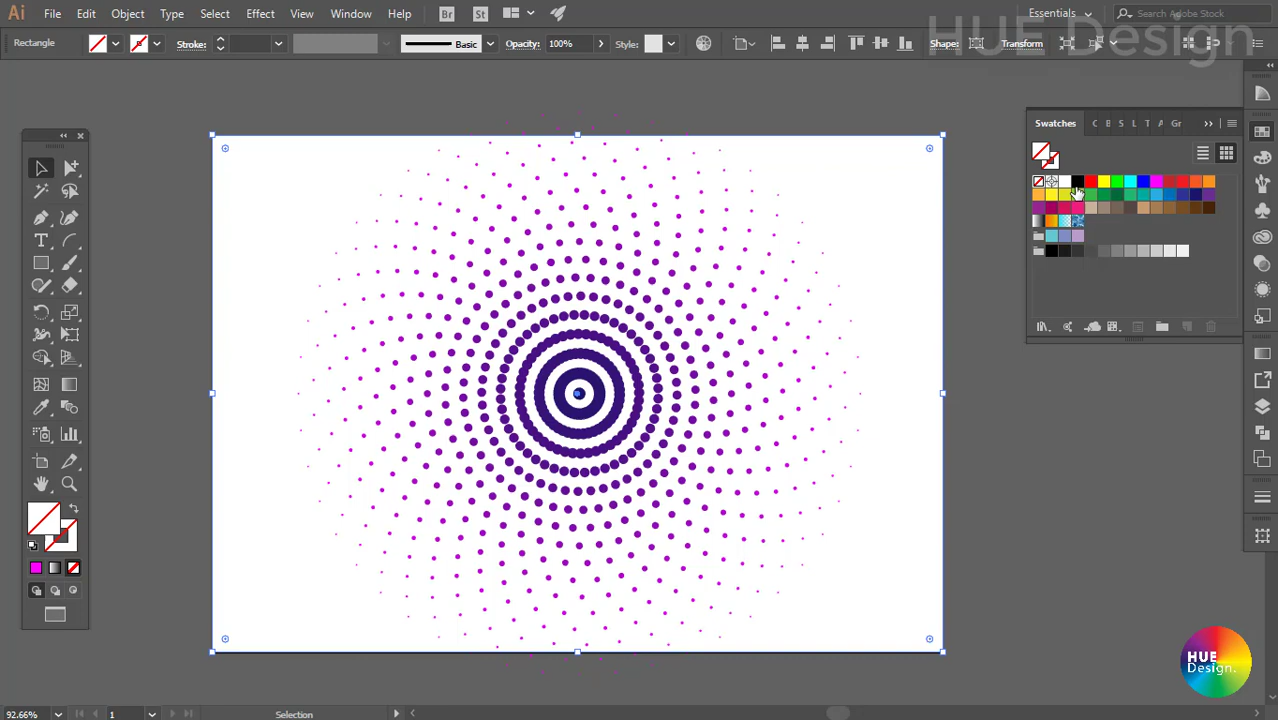 Ai File Edit Object Type Select Effect View Window Help Br St Essentials Search Adobe Stock
HUE Design
Rectangle Stroke: Basic Opacity: 100% Style: Shape: Transform
Swatches C B S L T A Gr
HUE
Design.
92.66% 1 Selection